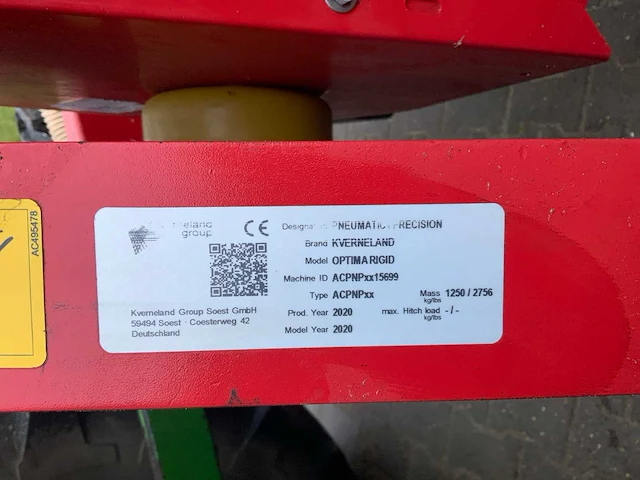 AC495478
group
CE
PNEUMATIC PRECISION
Brand KVERNELAND
Model OPTIMA RIGID
Machine ID ACPNPxx15699
Type ACPNPxx Mass kg/lbs 1250 / 2756
Prod. Year 2020 max. Hitch load kg/lbs - / -
Model Year 2020
Kverneland Group Soest GmbH
59494 Soest · Coesterweg 42
Deutschland